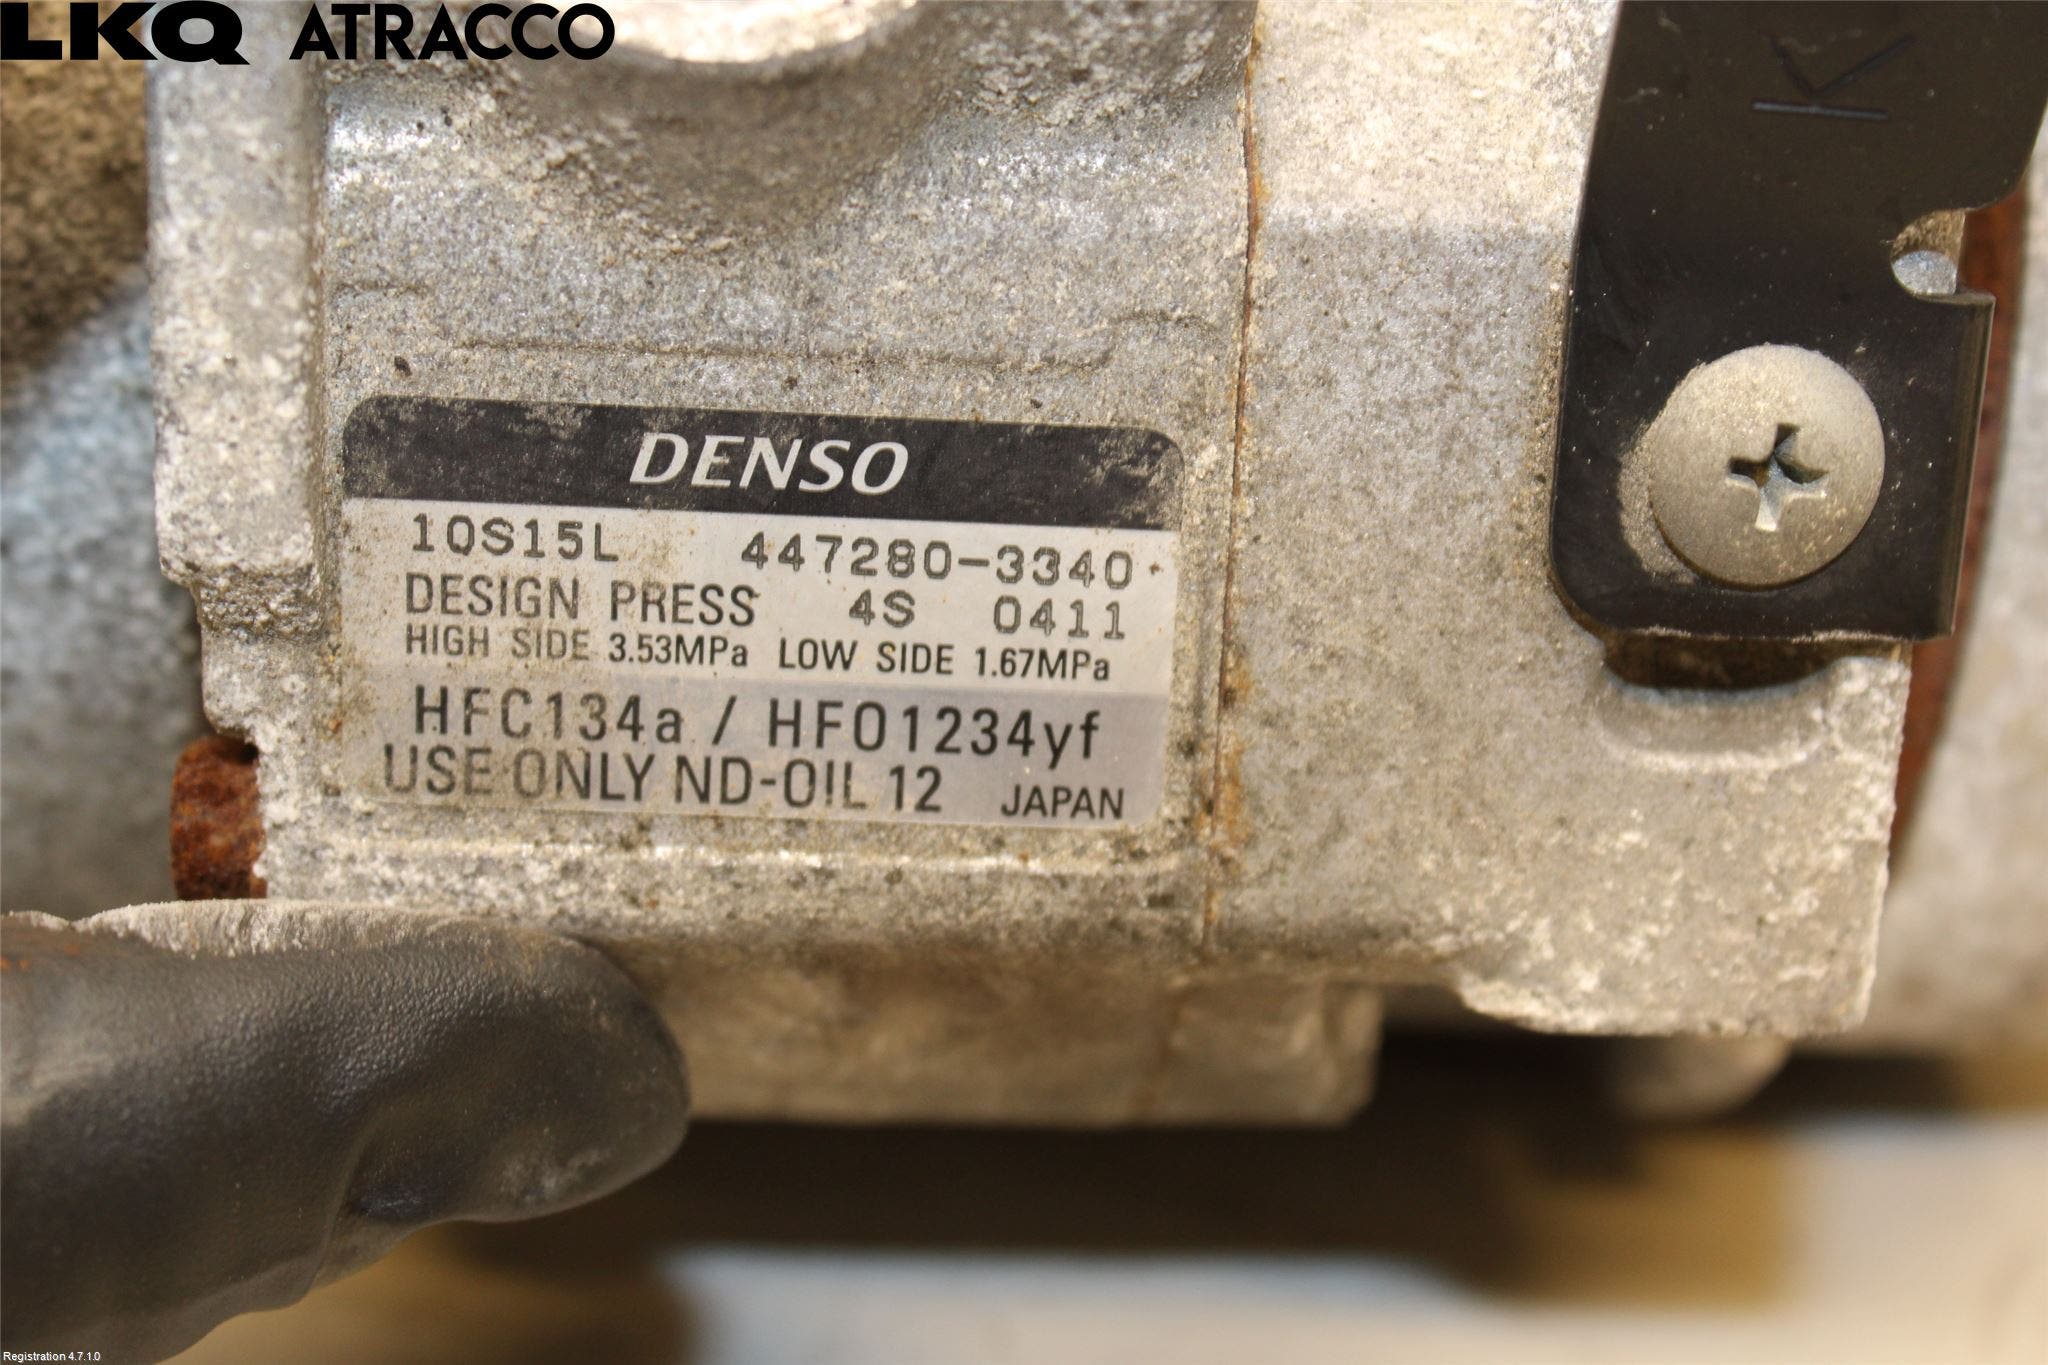 LKQ ATRACCO
K
DENSO
10S15L 447280-3340
DESIGN PRESS 4S 0411
HIGH SIDE 3.53MPa LOW SIDE 1.67MPa
HFC134a / HFO1234yf
USE ONLY ND-OIL 12 JAPAN
Registration 4.7.1.0